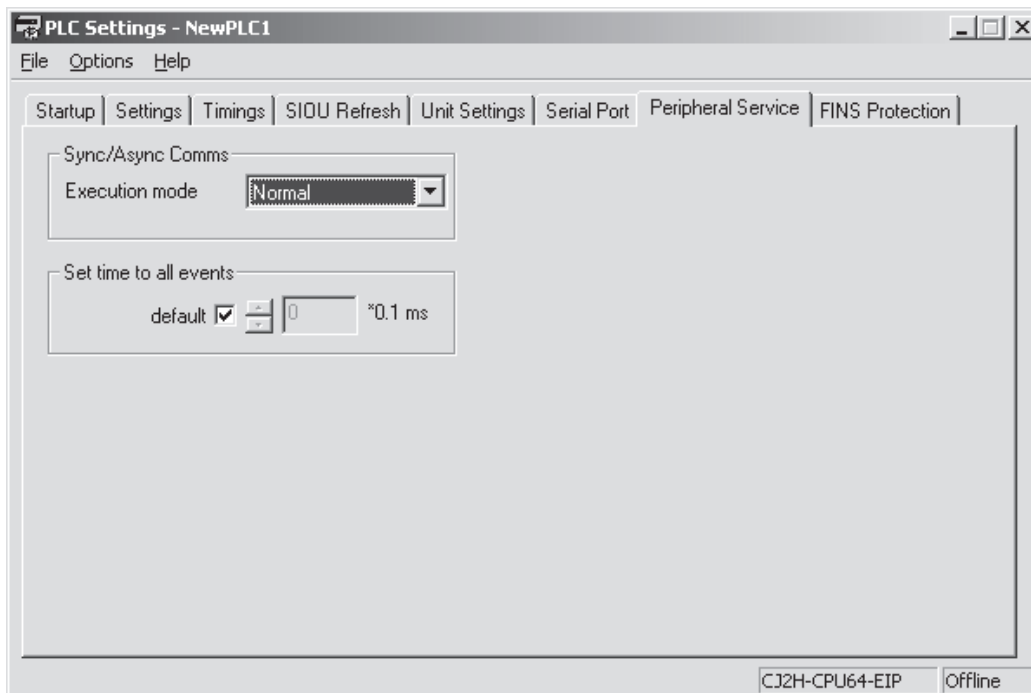 PLC Settings - NewPLC1
File Options Help
Startup Settings Timings SIOU Refresh Unit Settings Serial Port Peripheral Service FINS Protection
Sync/Async Comms
Execution mode Normal
Set time to all events
default 0 *0.1 ms
CJ2H-CPU64-EIP Offline